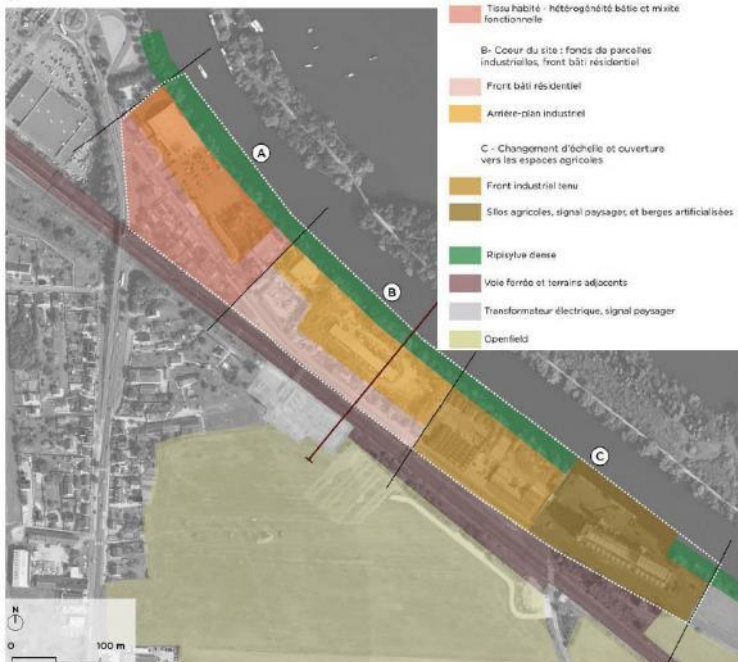 Tissu habité - hétérogénéité bâtie et mixité
fonctionnelle
B- Coeur du site : fonds de parcelles
industrielles, front bâti résidentiel
Front bâti résidentiel
Arrière-plan industriel
C - Changement d'échelle et ouverture
vers les espaces agricoles
Front industriel tenu
Silos agricoles, signal paysager, et berges artificialisées
Ripisylve dense
Voie ferrée et terrains adjacents
Transformateur électrique, signal paysager
Openfield
A
B
C
N
0 100 m